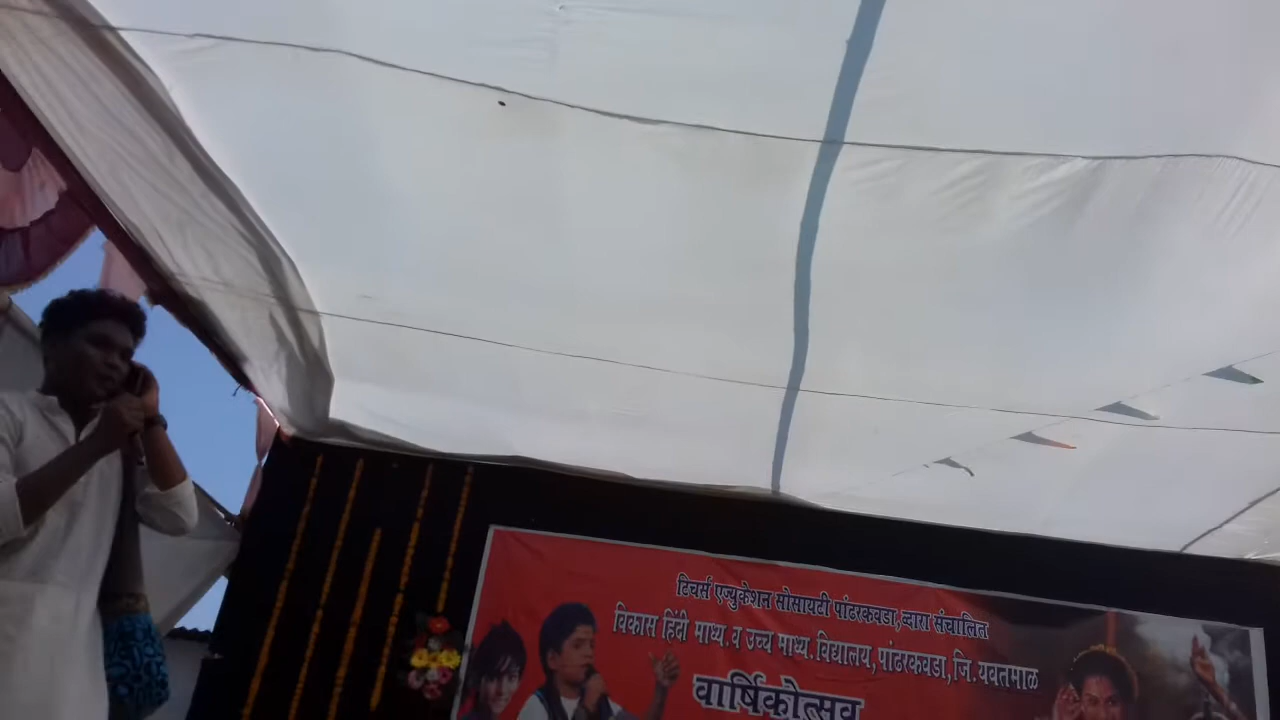 टिचर्स एज्युकेशन सोसायटी पांढरकवडा, व्दारा संचालित
विकास हिंदी माध्य. व उच्च माध्य. विद्यालय, पांढरकवडा, जि. यवतमाळ
वार्षिकोत्सव